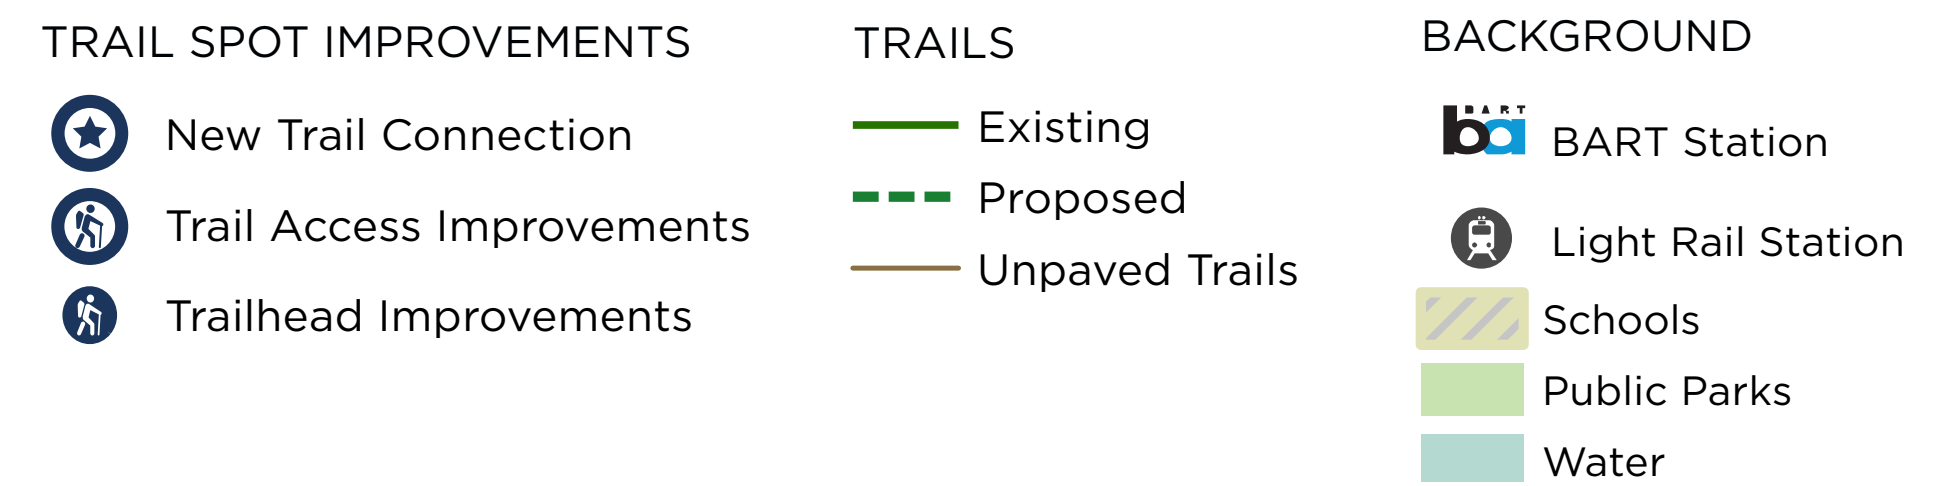 TRAIL SPOT IMPROVEMENTS
New Trail Connection
Trail Access Improvements
Trailhead Improvements
TRAILS
Existing
Proposed
Unpaved Trails
BACKGROUND
BART
ba
BART Station
Light Rail Station
Schools
Public Parks
Water